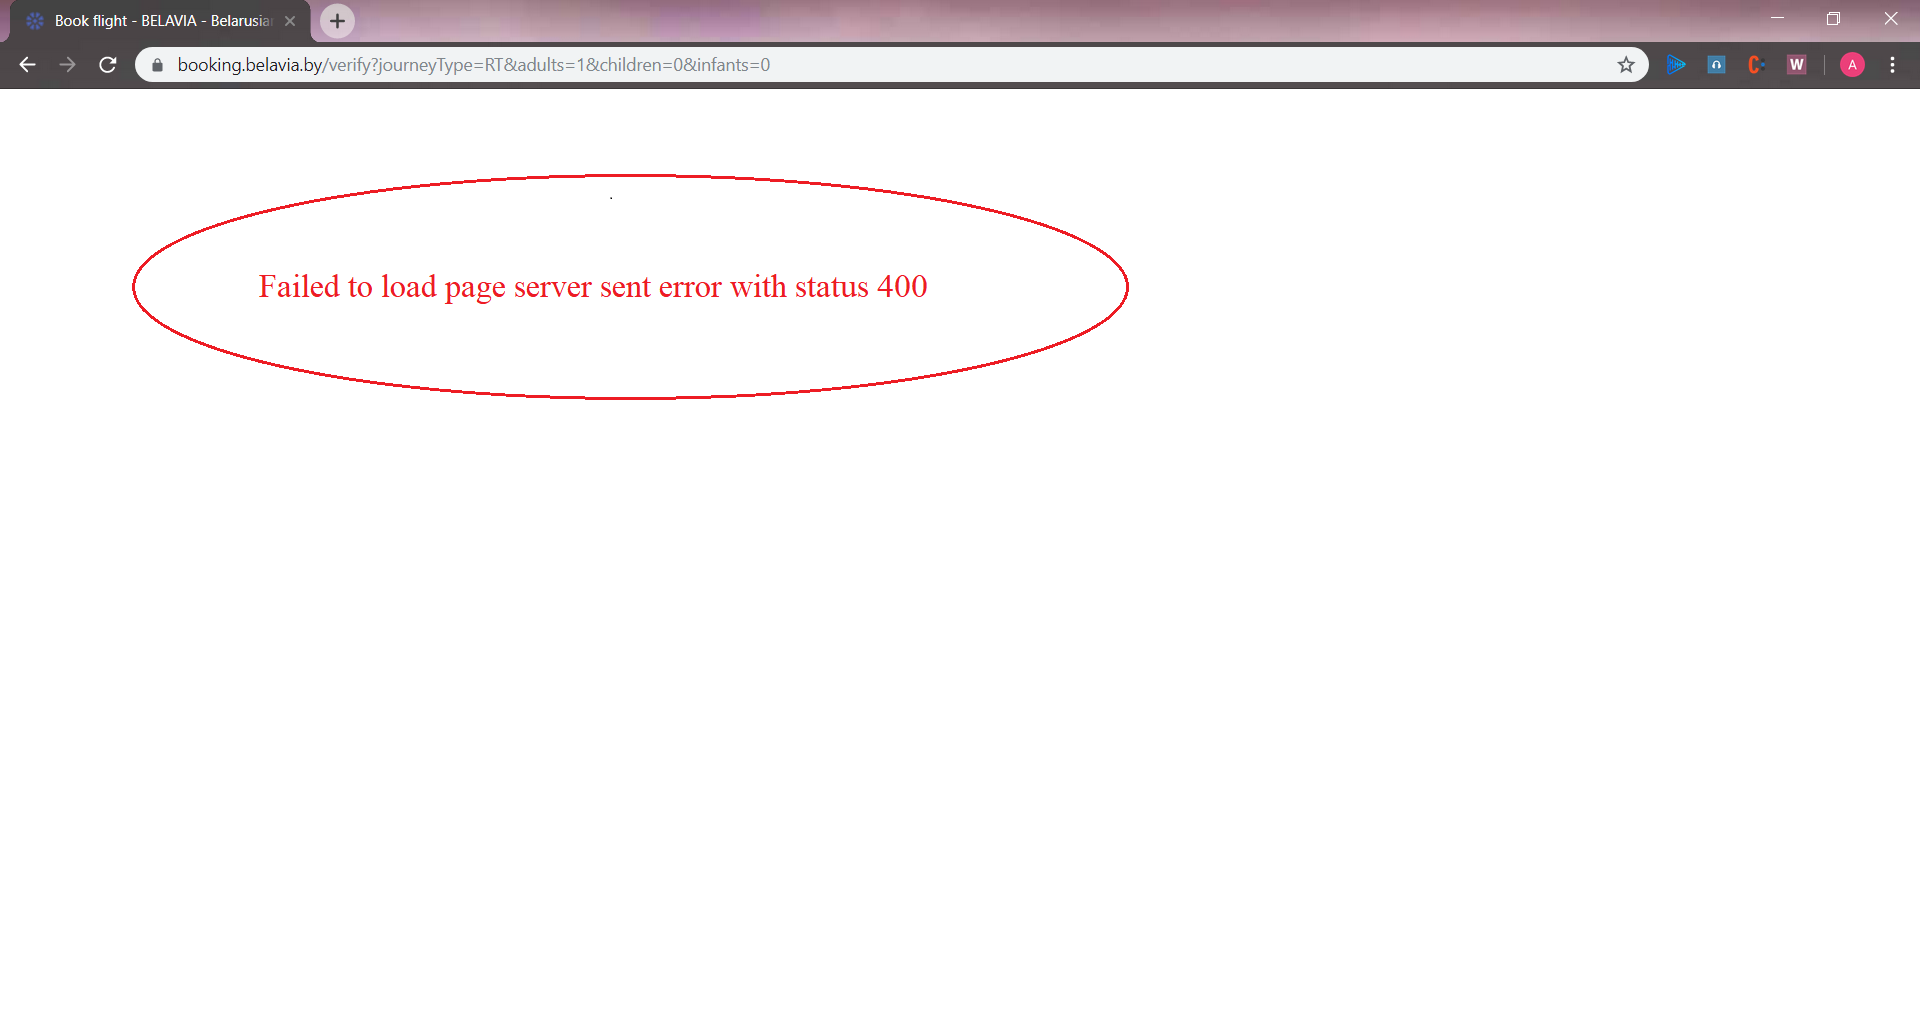 Book flight - BELAVIA - Belarusia
booking.belavia.by/verify?journeyType=RT&adults=1&children=0&infants=0
W
A
Failed to load page server sent error with status 400